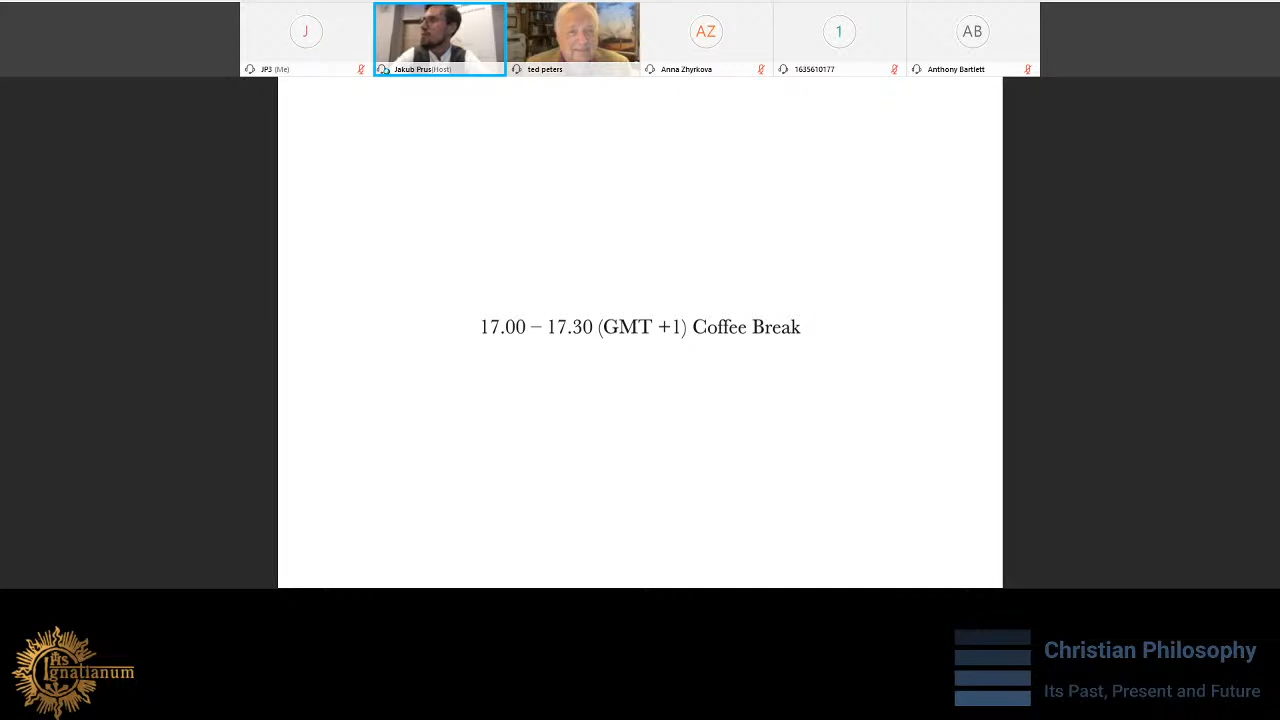 J
AZ
1
AB
JP3 (Me)
Jakub Prus(Host)
ted peters
Anna Zhyrkova
1635610177
Anthony Bartlett
17.00 – 17.30 (GMT +1) Coffee Break
IHS
Ignatianum
Christian Philosophy
Its Past, Present and Future